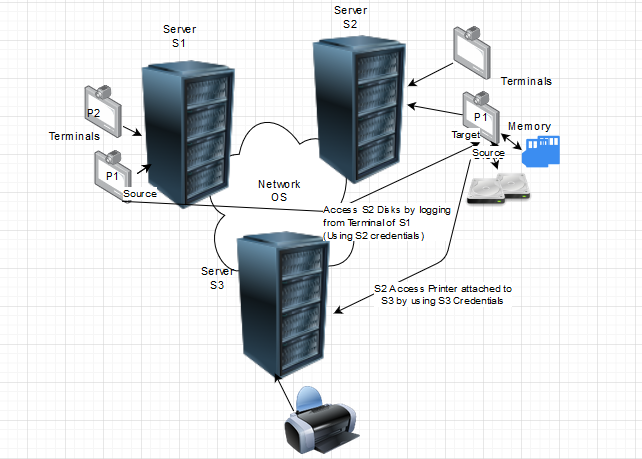 Server
S1
Server
S2
Terminals
P2
Terminals
P1
Source
P1
Target
Memory
Source
Network
OS
Access S2 Disks by logging
from Terminal of S1
(Using S2 credentials)
Server
S3
S2 Access Printer attached to
S3 by using S3 Credentials